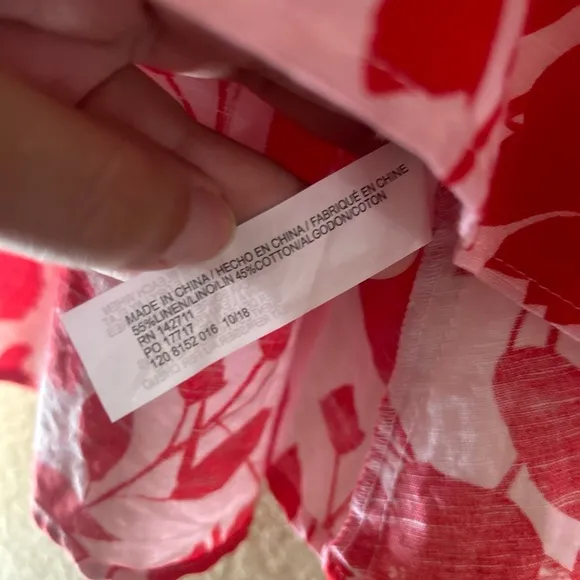 MADE IN CHINA / HECHO EN CHINA / FABRIQUÉ EN CHINE
55%LINEN/LINO/LIN 45%COTTON/ALGODON/COTON
RN 142711
PO 17717
120 8152 016 10/18